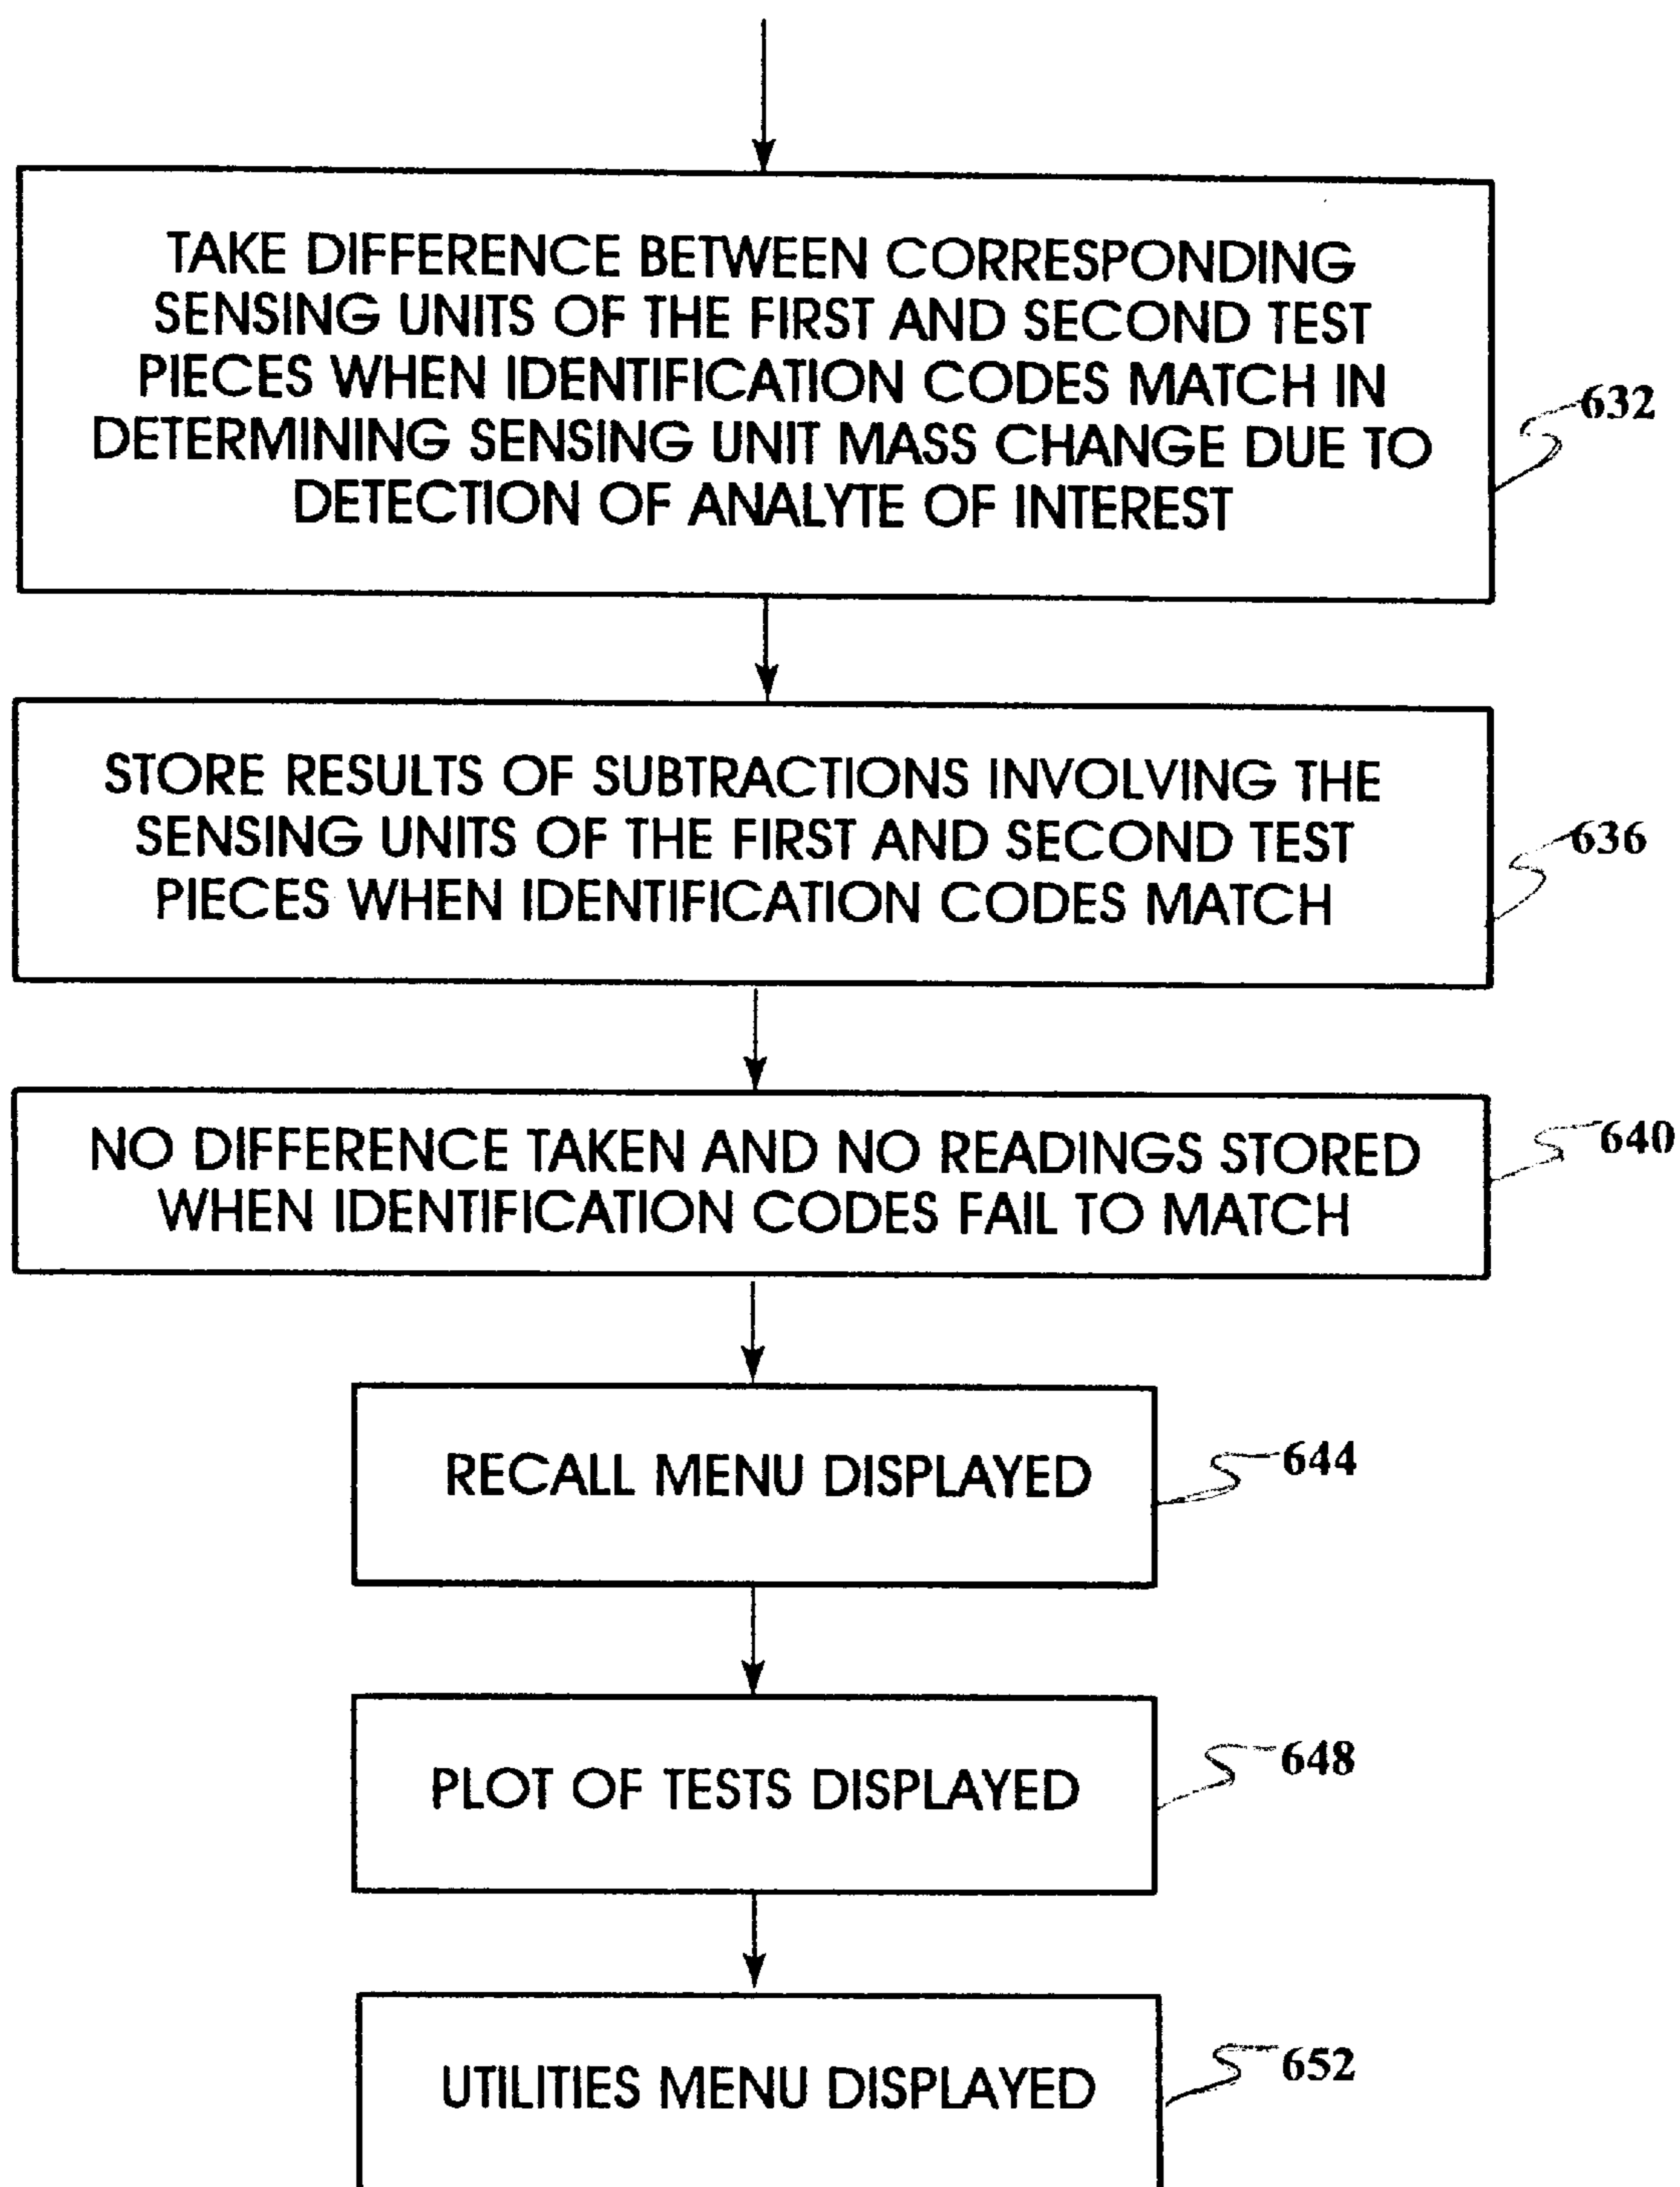 TAKE DIFFERENCE BETWEEN CORRESPONDING
SENSING UNITS OF THE FIRST AND SECOND TEST
PIECES WHEN IDENTIFICATION CODES MATCH IN
DETERMINING SENSING UNIT MASS CHANGE DUE TO
DETECTION OF ANALYTE OF INTEREST
632
STORE RESULTS OF SUBTRACTIONS INVOLVING THE
SENSING UNITS OF THE FIRST AND SECOND TEST
PIECES WHEN IDENTIFICATION CODES MATCH
636
NO DIFFERENCE TAKEN AND NO READINGS STORED
WHEN IDENTIFICATION CODES FAIL TO MATCH
640
RECALL MENU DISPLAYED
644
PLOT OF TESTS DISPLAYED
648
UTILITIES MENU DISPLAYED
652